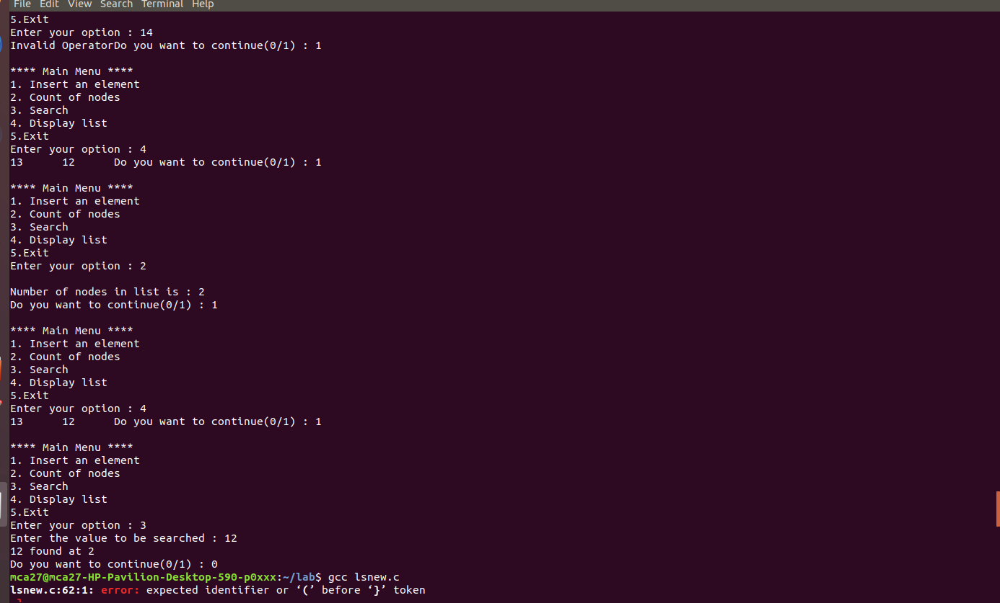 File Edit View Search Terminal Help
5.Exit
Enter your option : 14
Invalid OperatorDo you want to continue(0/1) : 1
**** Main Menu ****
1. Insert an element
2. Count of nodes
3. Search
4. Display list
5.Exit
Enter your option : 4
13      12      Do you want to continue(0/1) : 1
**** Main Menu ****
1. Insert an element
2. Count of nodes
3. Search
4. Display list
5.Exit
Enter your option : 2
Number of nodes in list is : 2
Do you want to continue(0/1) : 1
**** Main Menu ****
1. Insert an element
2. Count of nodes
3. Search
4. Display list
5.Exit
Enter your option : 4
13      12      Do you want to continue(0/1) : 1
**** Main Menu ****
1. Insert an element
2. Count of nodes
3. Search
4. Display list
5.Exit
Enter your option : 3
Enter the value to be searched : 12
12 found at 2
Do you want to continue(0/1) : 0
mca27@mca27-HP-Pavilion-Desktop-590-p0xxx:~/lab$ gcc lsnew.c
lsnew.c:62:1: error: expected identifier or ‘(’ before ‘}’ token